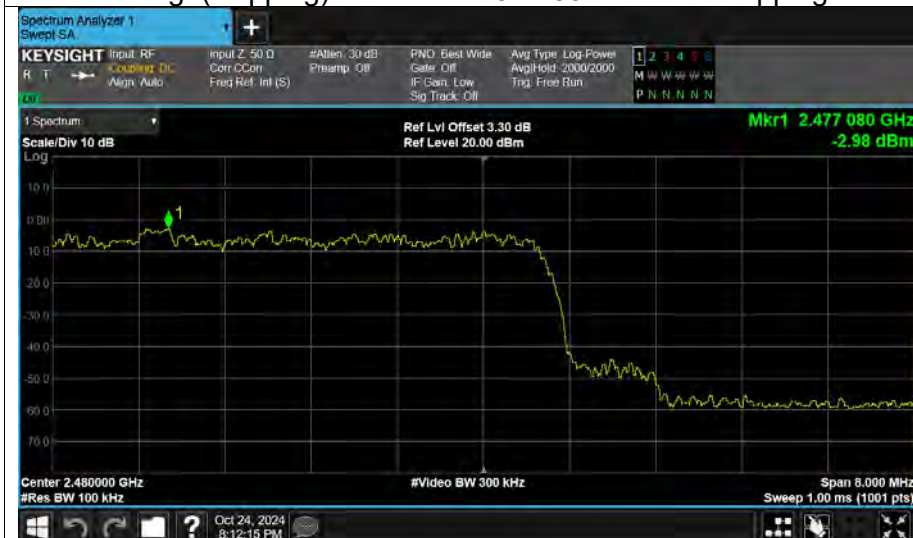 Spectrum Analyzer 1
Swept SA
+
KEYSIGHT Input: RF Input Z: 50 Ω #Atten: 30 dB PNO: Best Wide Avg Type: Log-Power 1 2 3 4 5 6
R T Coupling: DC Corr CCorr Preamp: Off Gate: Off Avg|Hold: 2000/2000 M W W W W W
Align: Auto Freq Ref: Int (S) IF Gain: Low Trig: Free Run
Sig Track: Off P N N N N N
1 Spectrum
Ref Lvl Offset 3.30 dB Mkr1 2.477 080 GHz
Scale/Div 10 dB Ref Level 20.00 dBm -2.98 dBm
Log
10.0
0.00
1
-10.0
-20.0
-30.0
-40.0
-50.0
-60.0
-70.0
Center 2.480000 GHz #Video BW 300 kHz Span 8.000 MHz
#Res BW 100 kHz Sweep 1.00 ms (1001 pts)
? Oct 24, 2024
8:12:15 PM